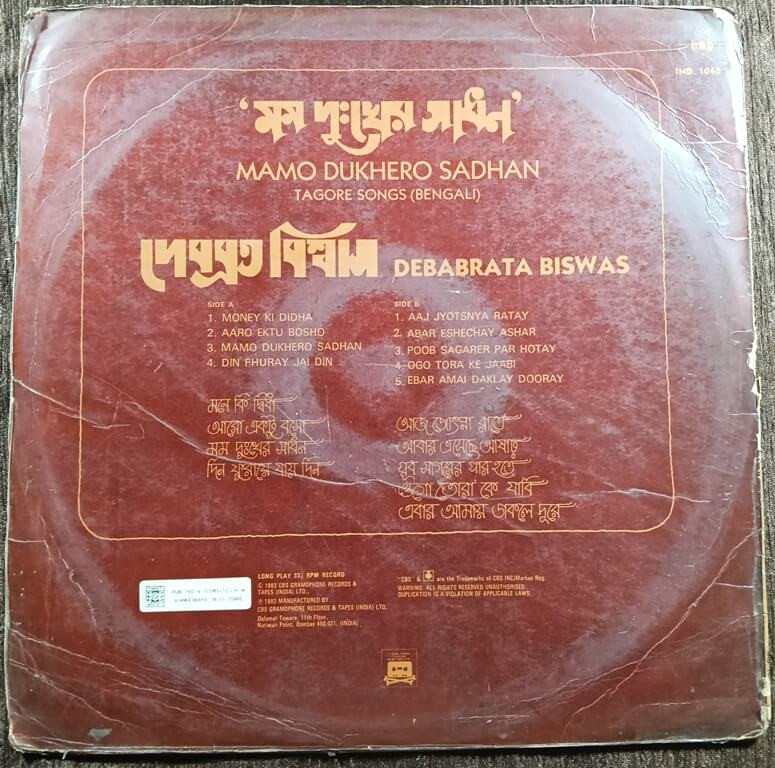 IND. 1040
'মম দুঃখের সাধন'
MAMO DUKHERO SADHAN
TAGORE SONGS (BENGALI)
দেবব্রত বিশ্বাস DEBABRATA BISWAS
SIDE A
1. MONEY KI DIDHA
2. AARO EKTU BOSHO
3. MAMO DUKHERO SADHAN
4. DIN PHURAY JAI DIN
SIDE B
1. AAJ JYOTSNYA RATAY
2. ABAR ESHECHAY ASHAR
3. POOB SAGARER PAR HOTAY
4. OGO TORA KE JAABI
5. EBAR AMAI DAKLAY DOORAY
মনে কি দ্বিধা
আরো একটু বসো
মম দুঃখের সাধন
দিন ফুরায়ে যায় দিন
আজ জ্যোৎস্না রাতে
আবার এসেছে আষাঢ়
পুব সাগরের পার হতে
ওগো তোরা কে যাবি
এবার আমায় ডাকলে দূরে
LONG PLAY 33⅓ RPM RECORD
℗ 1983 CBS GRAMOPHONE RECORDS &
TAPES (INDIA) LTD.,
℗ 1983 MANUFACTURED BY
CBS GRAMOPHONE RECORDS & TAPES (INDIA) LTD.
Dalamal Towers, 11th Floor,
Nariman Point, Bombay 400 021. (INDIA)
"CBS" & are the Trademarks of CBS INC/Market Reg.
WARNING: ALL RIGHTS RESERVED UNAUTHORISED
DUPLICATION IS A VIOLATION OF APPLICABLE LAWS.